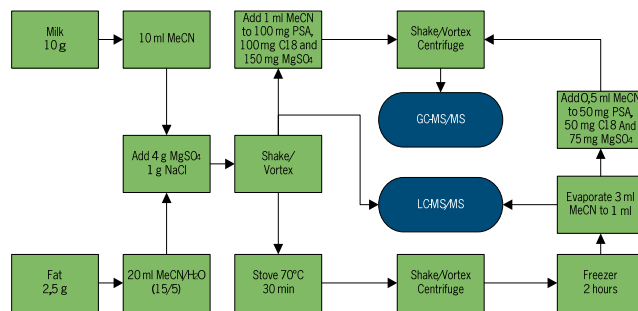 Milk
10 g
10 ml MeCN
Add 1 ml MeCN
to 100 mg PSA,
100 mg C18 and
150 mg MgSO₄
Shake/Vortex
Centrifuge
GC-MS/MS
Add 0,5 ml MeCN
to 50 mg PSA,
50 mg C18 And
75 mg MgSO₄
Add 4 g MgSO₄
1 g NaCl
Shake/
Vortex
LC-MS/MS
Evaporate 3 ml
MeCN to 1 ml
Fat
2,5 g
20 ml MeCN/H₂O
(15/5)
Stove 70°C
30 min
Shake/Vortex
Centrifuge
Freezer
2 hours